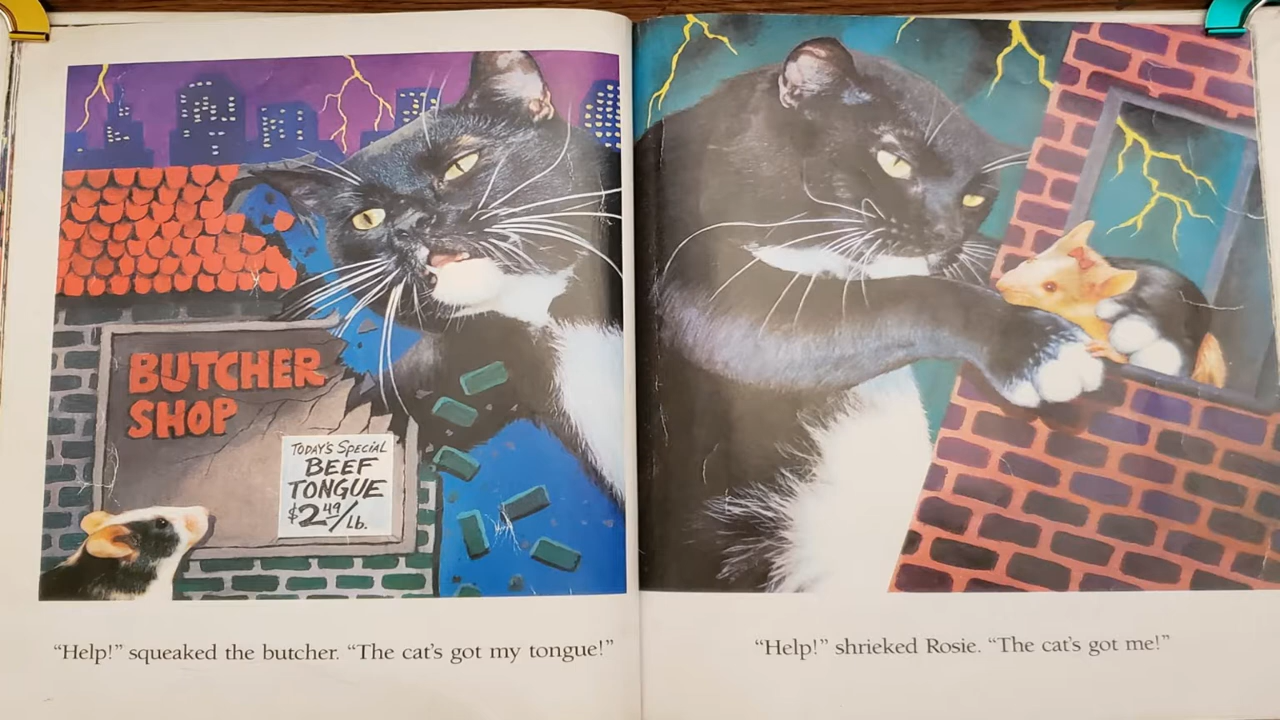 BUTCHER
SHOP
TODAY'S SPECIAL
BEEF
TONGUE
$2.49/Lb.
"Help!" squeaked the butcher. "The cat's got my tongue!"
"Help!" shrieked Rosie. "The cat's got me!"